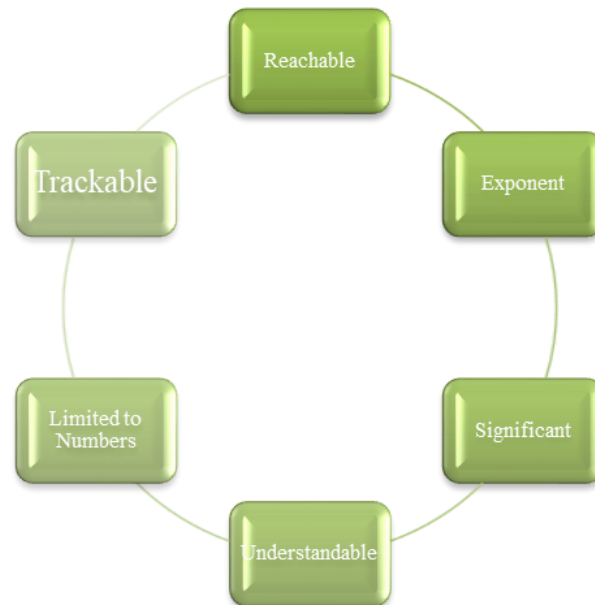 Reachable
Exponent
Significant
Understandable
Limited to
Numbers
Trackable